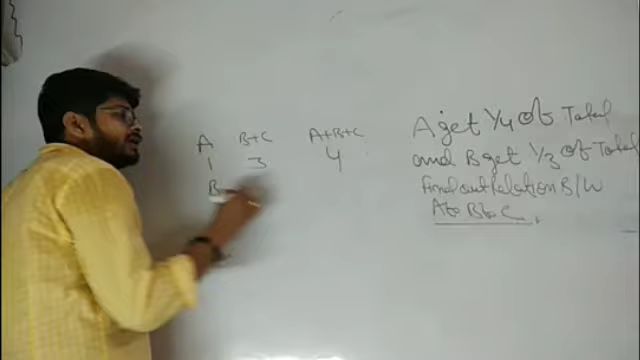 A B+C A+B+C
1 3 4
B
A get 1/4 of Total
and B get 1/3 of Total
find out Relation B/W
A to B to C.